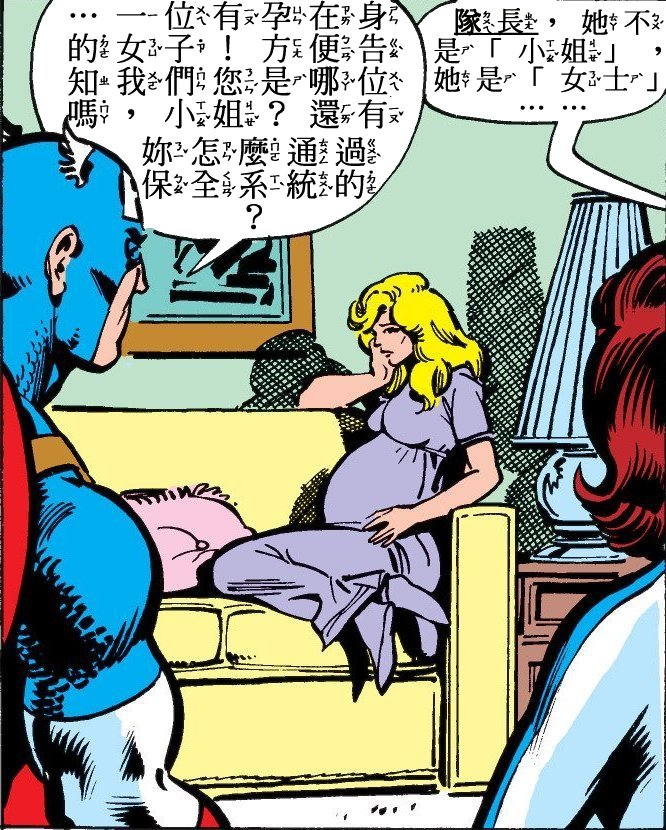 … 一位有孕在身
的女子！方便告
知我們您是哪位
嗎，小姐？還有
妳怎麼通過
保全系統的
？
隊長，她不
是「小姐」，
她是「女士」
……